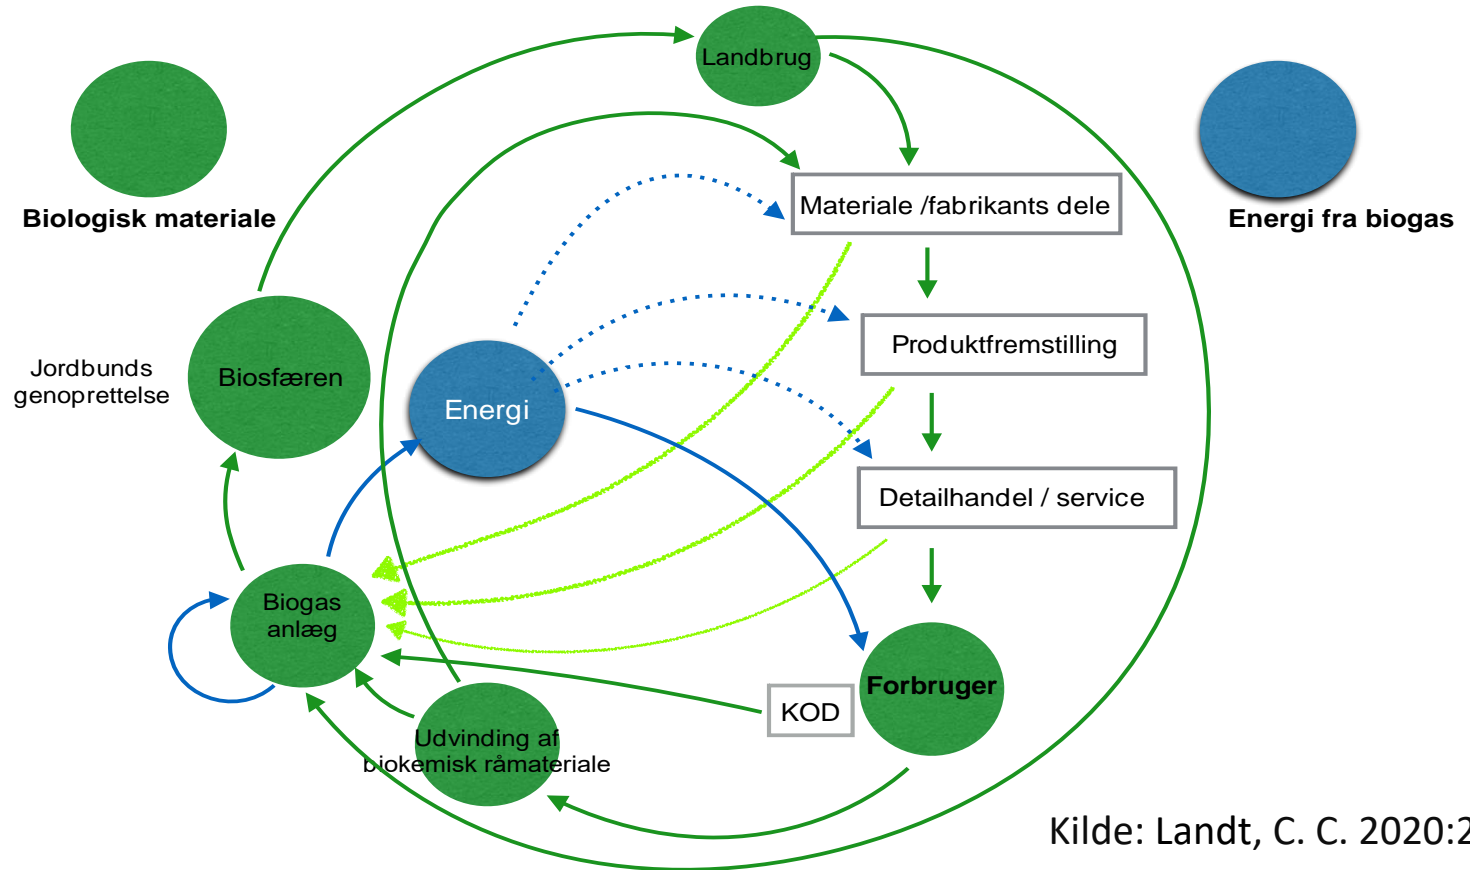 Landbrug
Biologisk materiale
Materiale /fabrikants dele
Energi fra biogas
Jordbunds
genoprettelse
Biosfæren
Produktfremstilling
Energi
Detailhandel / service
Biogas
anlæg
Forbruger
KOD
Udvinding af
biokemisk råmateriale
Kilde: Landt, C. C. 2020:2